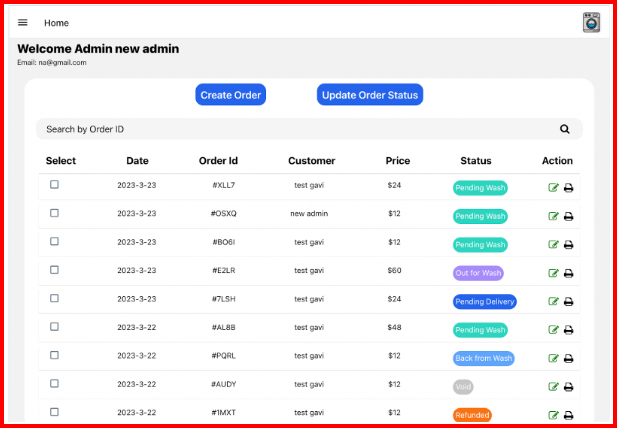 Home
Welcome Admin new admin
Email: na@gmail.com
Create Order Update Order Status
Search by Order ID
Select Date Order Id Customer Price Status Action
2023-3-23 #XLL7 test gavi $24 Pending Wash
2023-3-23 #OSXQ new admin $12 Pending Wash
2023-3-23 #BO6I test gavi $12 Pending Wash
2023-3-23 #E2LR test gavi $60 Out for Wash
2023-3-23 #7LSH test gavi $24 Pending Delivery
2023-3-22 #AL8B test gavi $48 Pending Wash
2023-3-22 #PQRL test gavi $12 Back from Wash
2023-3-22 #AUDY test gavi $12 Void
2023-3-22 #1MXT test gavi $12 Refunded